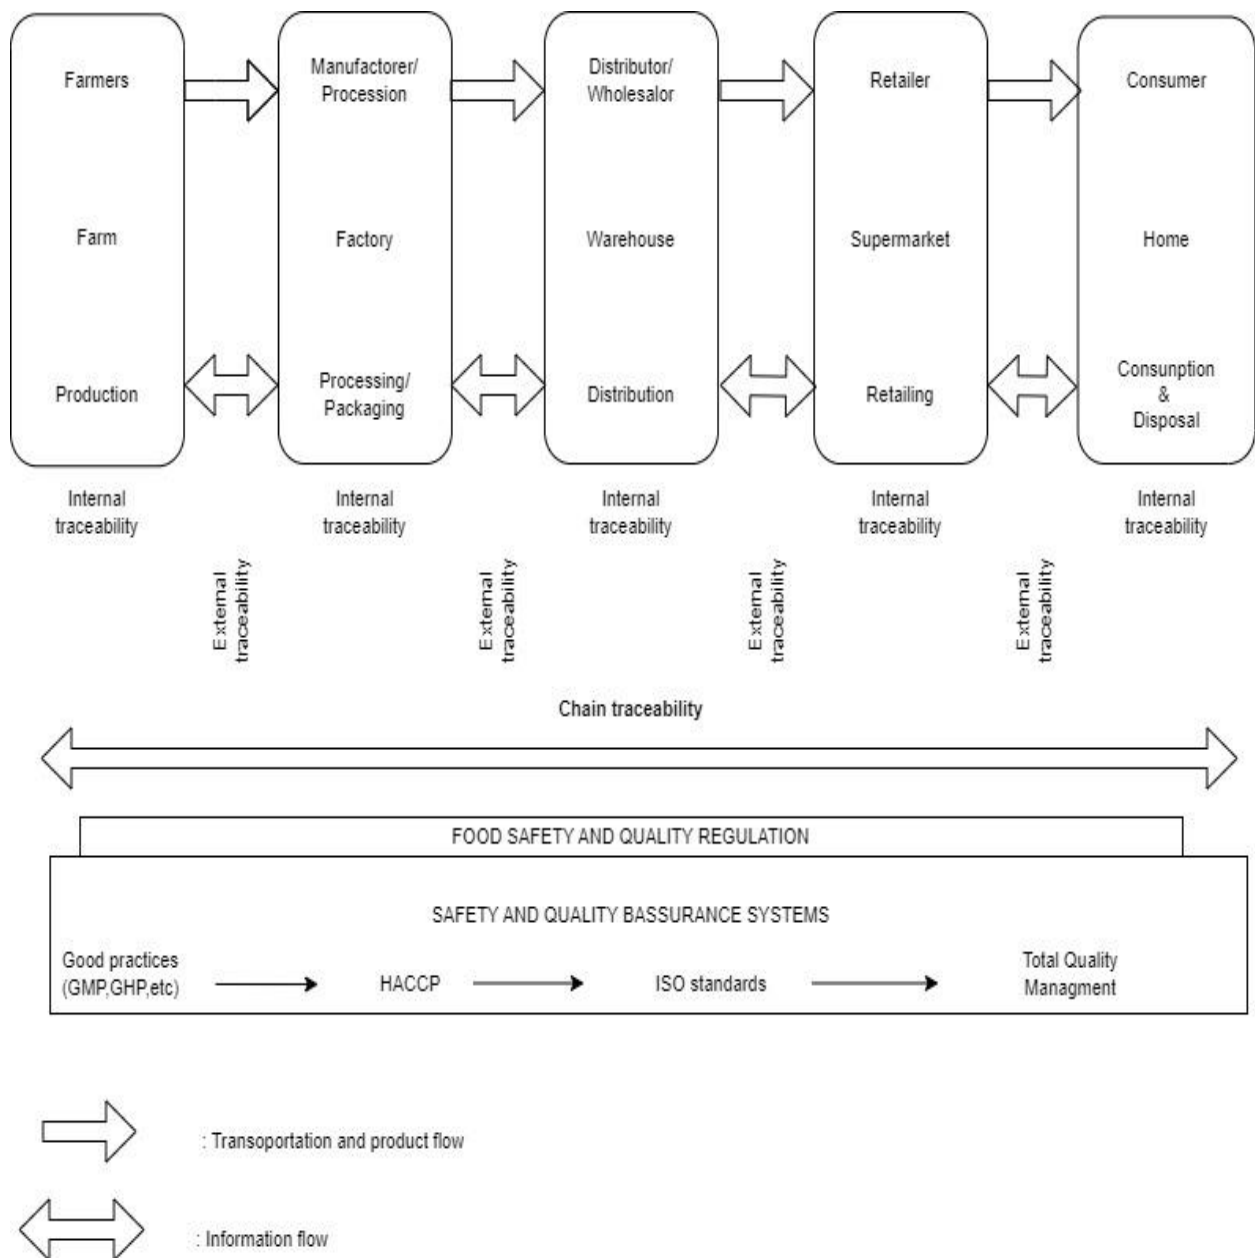 Farmers
Manufactorer/
Procession
Distributor/
Wholesalor
Retailer
Consumer
Farm
Factory
Warehouse
Supermarket
Home
Production
Processing/
Packaging
Distribution
Retailing
Consunption
&
Disposal
Internal
traceability
Internal
traceability
Internal
traceability
Internal
traceability
Internal
traceability
External
traceability
External
traceability
External
traceability
External
traceability
Chain traceability
FOOD SAFETY AND QUALITY REGULATION
SAFETY AND QUALITY BASSURANCE SYSTEMS
Good practices
(GMP,GHP,etc)
HACCP
ISO standards
Total Quality
Managment
: Transoportation and product flow
: Information flow